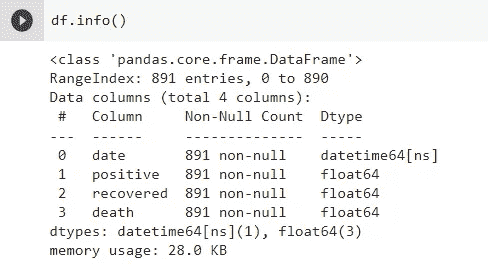 df.info()
<class 'pandas.core.frame.DataFrame'>
RangeIndex: 891 entries, 0 to 890
Data columns (total 4 columns):
 #   Column     Non-Null Count  Dtype
---  ------     --------------  -----
 0   date       891 non-null    datetime64[ns]
 1   positive   891 non-null    float64
 2   recovered  891 non-null    float64
 3   death      891 non-null    float64
dtypes: datetime64[ns](1), float64(3)
memory usage: 28.0 KB